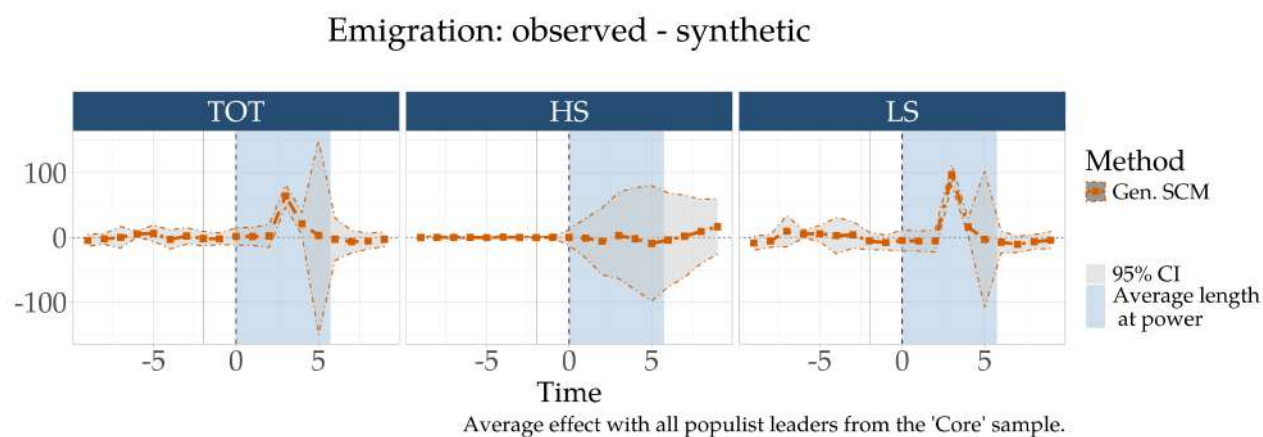 Emigration: observed - synthetic
TOT HS LS
100
0
-100
-5 0 5 -5 0 5 -5 0 5
Time
Method
Gen. SCM
95% CI
Average length
at power
Average effect with all populist leaders from the 'Core' sample.